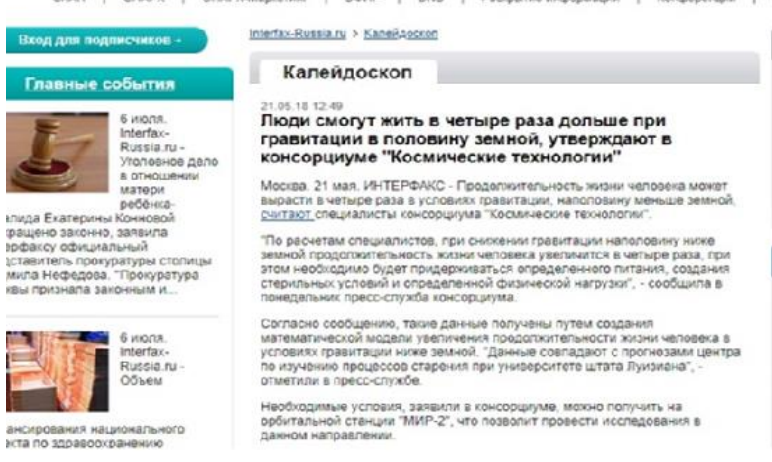 Вход для подписчиков
Interfax-Russia.ru > Калейдоскоп
Калейдоскоп
Главные события
6 июля.
Interfax-
Russia.ru -
Уголовное дело
в отношении
матери
ребёнка-
алида Екатерины Конновой
кращено законно, заявила
ерфаксу официальный
дставитель прокуратуры столицы
мила Нефедова. "Прокуратура
квы признала законным и...
6 июля.
Interfax-
Russia.ru -
Объем
ансирования национального
екта по здравоохранению
21.05.18 12:49
Люди смогут жить в четыре раза дольше при
гравитации в половину земной, утверждают в
консорциуме "Космические технологии"
Москва. 21 мая. ИНТЕРФАКС - Продолжительность жизни человека может
вырасти в четыре раза в условиях гравитации, наполовину меньше земной,
считают специалисты консорциума "Космические технологии".
"По расчетам специалистов, при снижении гравитации наполовину ниже
земной продолжительность жизни человека увеличится в четыре раза, при
этом необходимо будет придерживаться определенного питания, создания
стерильных условий и определенной физической нагрузки", - сообщила в
понедельник пресс-служба консорциума.
Согласно сообщению, такие данные получены путем создания
математической модели увеличения продолжительности жизни человека в
условиях гравитации ниже земной. "Данные совпадают с прогнозами центра
по изучению процессов старения при университете штата Луизиана", -
отметили в пресс-службе.
Необходимые условия, заявили в консорциуме, можно получить на
орбитальной станции "МИР-2", что позволит провести исследования в
данном направлении.